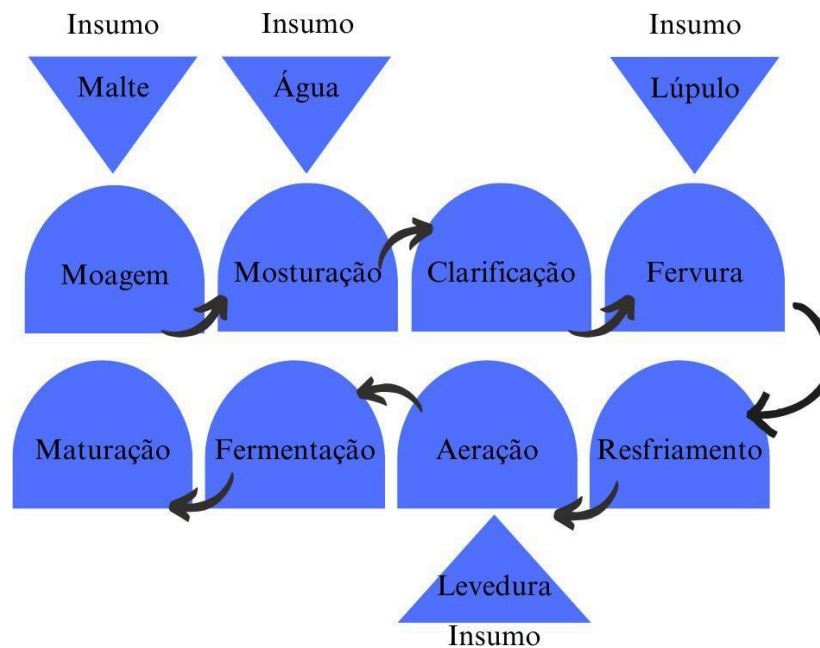 Insumo
Insumo
Insumo
Malte
Água
Lúpulo
Moagem
Mosturação
Clarificação
Fervura
Maturação
Fermentação
Aeração
Resfriamento
Levedura
Insumo